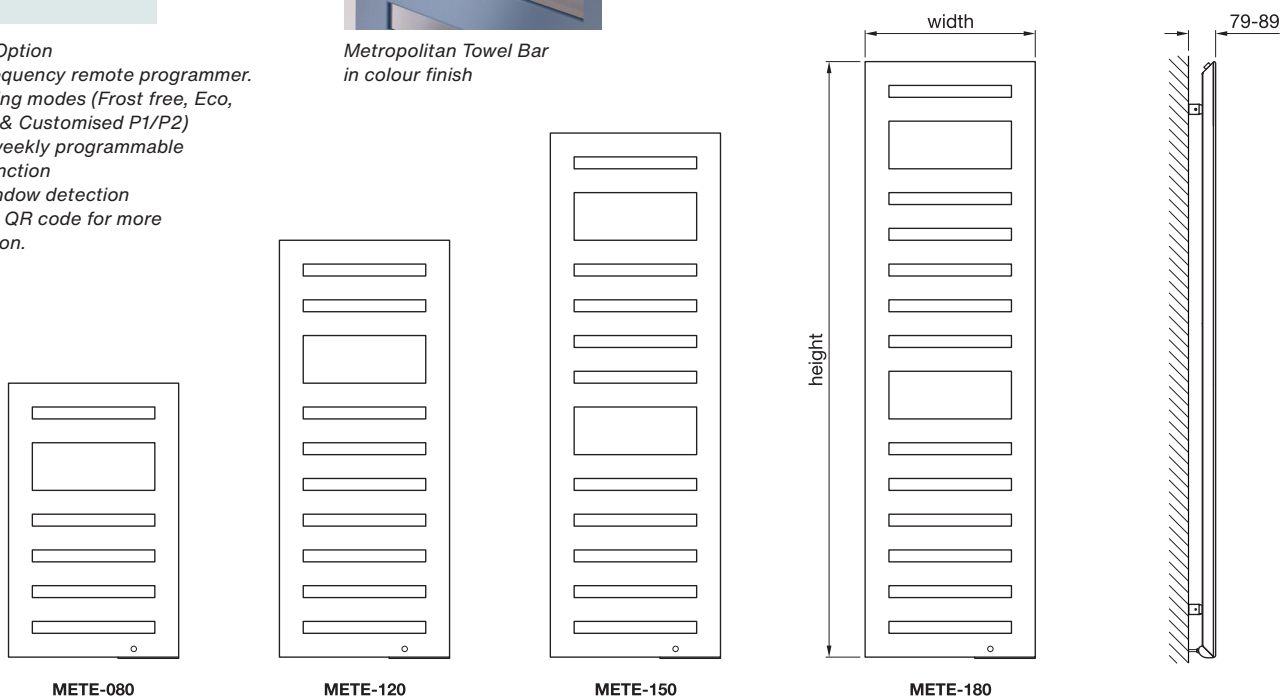 Option
equency remote programmer.
ng modes (Frost free, Eco,
& Customised P1/P2)
weekly programmable
nction
ndow detection
QR code for more
on.
Metropolitan Towel Bar
in colour finish
width
79-89
height
METE-080
METE-120
METE-150
METE-180